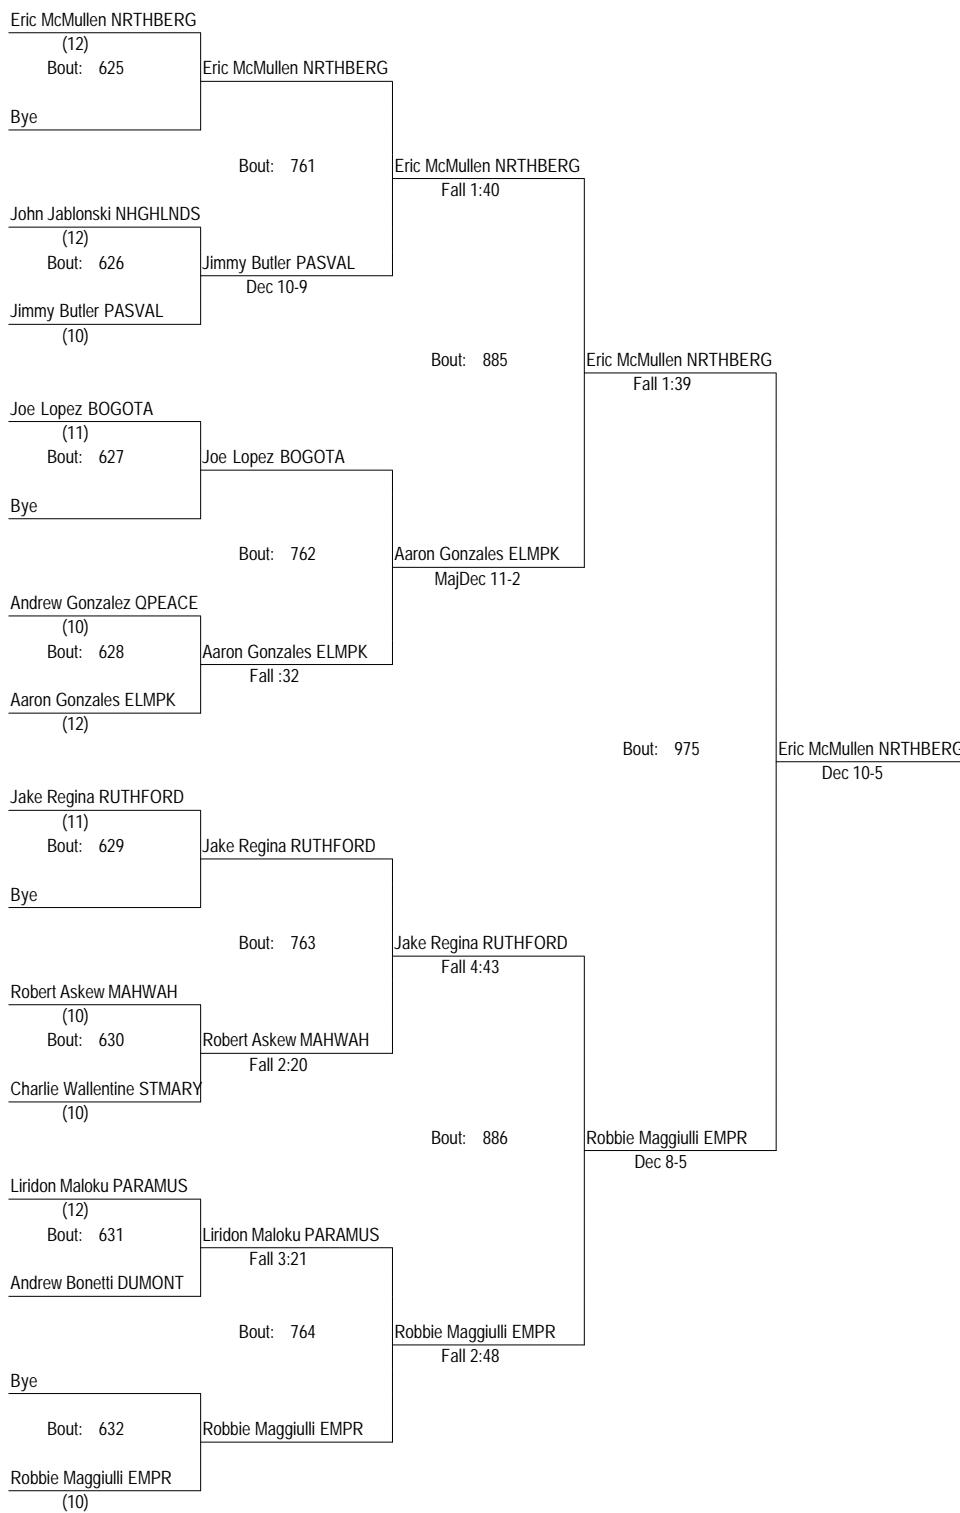 Eric McMullen NRTHBERG
(12)
Bout: 625
Eric McMullen NRTHBERG
Bye
Bout: 761
Eric McMullen NRTHBERG
Fall 1:40
John Jablonski NHGHLNDS
(12)
Bout: 626
Jimmy Butler PASVAL
Dec 10-9
Jimmy Butler PASVAL
(10)
Bout: 885
Eric McMullen NRTHBERG
Fall 1:39
Joe Lopez BOGOTA
(11)
Bout: 627
Joe Lopez BOGOTA
Bye
Bout: 762
Aaron Gonzales ELMPK
MajDec 11-2
Andrew Gonzalez QPEACE
(10)
Bout: 628
Aaron Gonzales ELMPK
Fall :32
Aaron Gonzales ELMPK
(12)
Bout: 975
Eric McMullen NRTHBERG
Dec 10-5
Jake Regina RUTHFORD
(11)
Bout: 629
Jake Regina RUTHFORD
Bye
Bout: 763
Jake Regina RUTHFORD
Fall 4:43
Robert Askew MAHWAH
(10)
Bout: 630
Robert Askew MAHWAH
Fall 2:20
Charlie Wallentine STMARY
(10)
Bout: 886
Robbie Maggiulli EMPR
Dec 8-5
Liridon Maloku PARAMUS
(12)
Bout: 631
Liridon Maloku PARAMUS
Fall 3:21
Andrew Bonetti DUMONT
Bout: 764
Robbie Maggiulli EMPR
Fall 2:48
Bye
Bout: 632
Robbie Maggiulli EMPR
Robbie Maggiulli EMPR
(10)